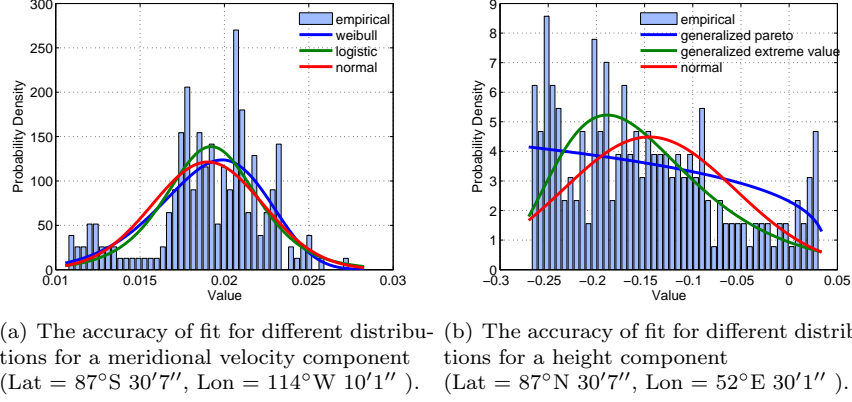 300
250
200
150
100
50
0
0.01
0.015
0.02
0.025
0.03
Probability Density
Value
empirical
weibull
logistic
normal
9
8
7
6
5
4
3
2
1
0
−0.3
−0.25
−0.2
−0.15
−0.1
−0.05
0
0.05
Probability Density
Value
empirical
generalized pareto
generalized extreme value
normal
(a) The accuracy of fit for different distribu-
tions for a meridional velocity component
(Lat = 87°S 30′7′′, Lon = 114°W 10′1′′ ).
(b) The accuracy of fit for different distrib
tions for a height component
(Lat = 87°N 30′7′′, Lon = 52°E 30′1′′ ).